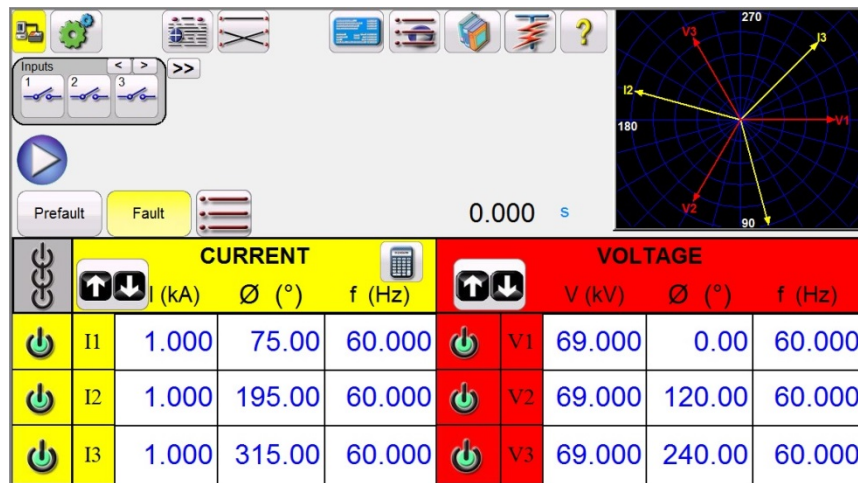 270
V3
I3
Inputs
< >
>>
I2
1 2 3
180
V1
Prefault
Fault
0.000 s
V2
90
CURRENT
VOLTAGE
I (kA) Ø (°) f (Hz)
V (kV) Ø (°) f (Hz)
I1 1.000 75.00 60.000 V1 69.000 0.00 60.000
I2 1.000 195.00 60.000 V2 69.000 120.00 60.000
I3 1.000 315.00 60.000 V3 69.000 240.00 60.000